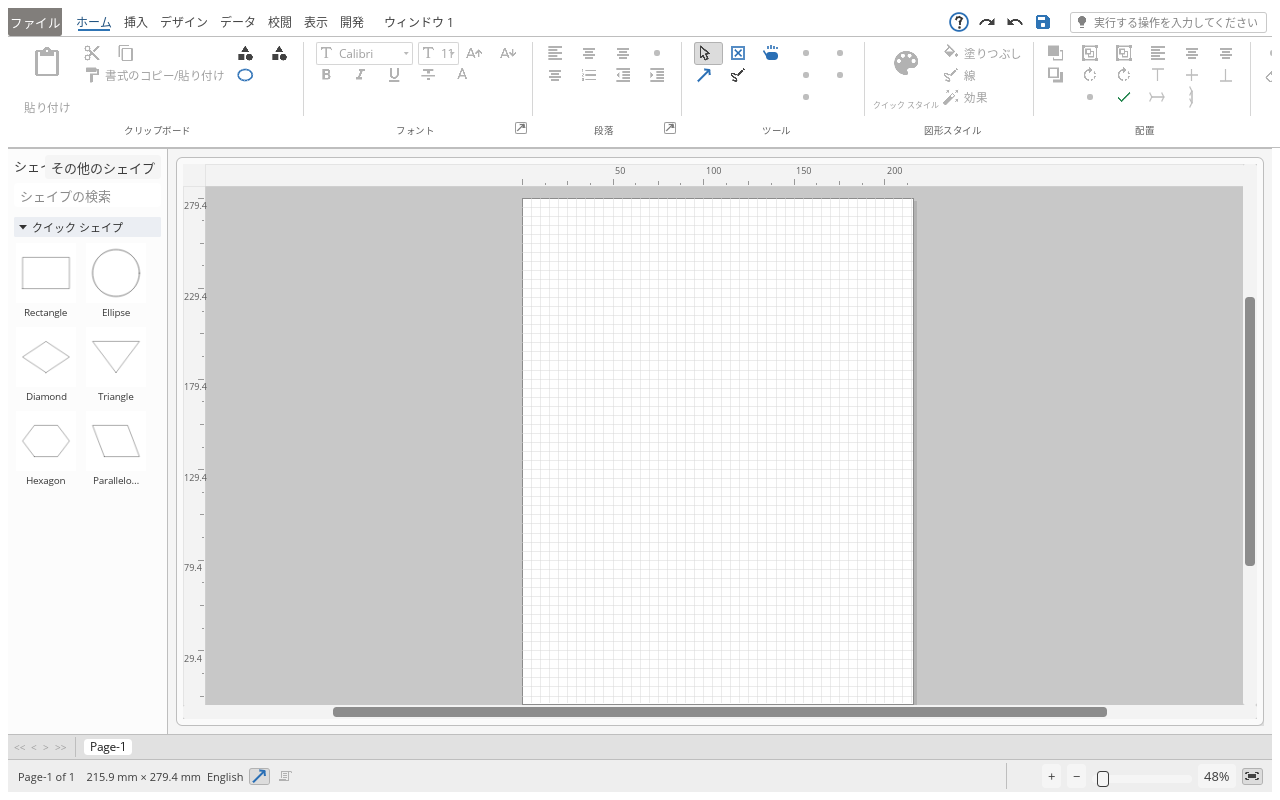 ファイル ホーム 挿入 デザイン データ 校閲 表示 開発 ウィンドウ 1 実行する操作を入力してください
Calibri
書式のコピー/貼り付け
貼り付け
クイック スタイル
塗りつぶし
線
効果
クリップボード フォント 段落 ツール 図形スタイル 配置
その他のシェイプ
シェイプの検索
クイック シェイプ
Rectangle Ellipse
Diamond Triangle
Hexagon Parallelo...
50 100 150 200
279.4
229.4
179.4
129.4
79.4
29.4
<< < > >> Page-1
Page-1 of 1 215.9 mm × 279.4 mm English + − 48%